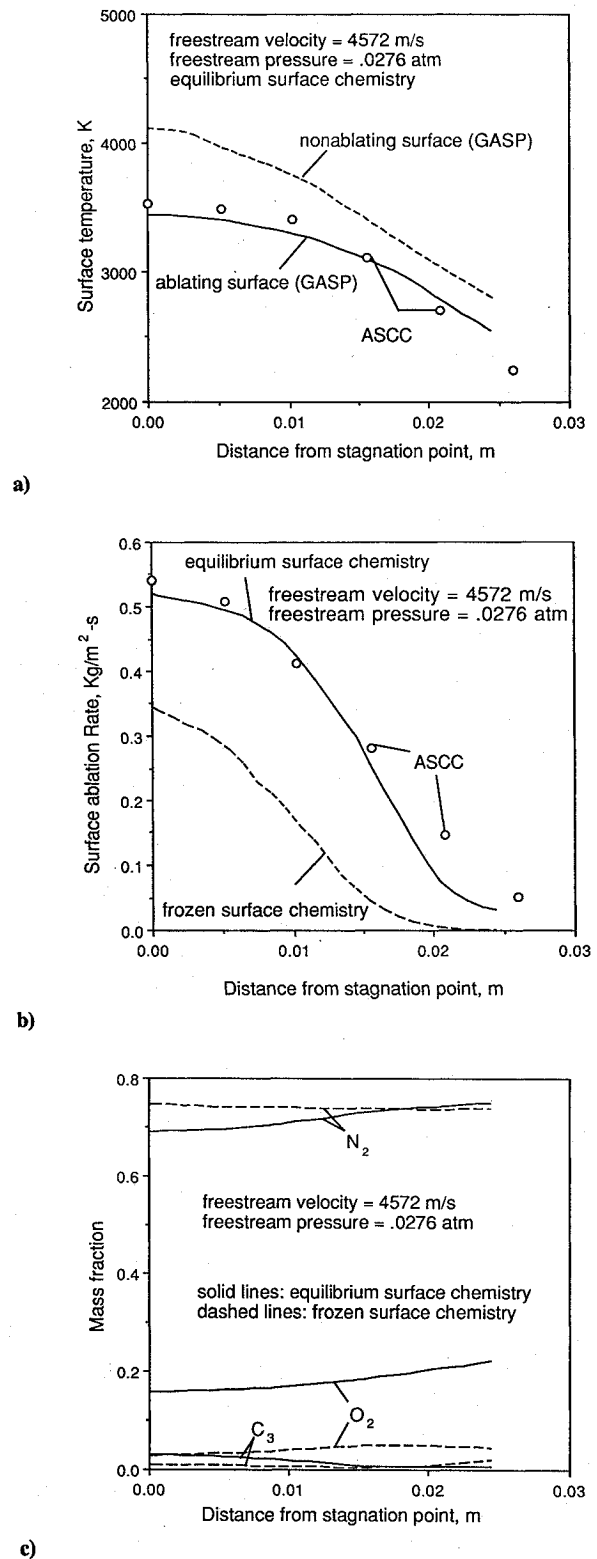 5000
freestream velocity = 4572 m/s
freestream pressure = .0276 atm
equilibrium surface chemistry
4000
nonablating surface (GASP)
Surface temperature, K
3000
ablating surface (GASP)
ASCC
2000
0.00 0.01 0.02 0.03
Distance from stagnation point, m
a)
0.6
equilibrium surface chemistry
freestream velocity = 4572 m/s
0.5
freestream pressure = .0276 atm
0.4
Surface ablation Rate, Kg/m²-s
0.3
ASCC
0.2
0.1
frozen surface chemistry
0.0
0.00 0.01 0.02 0.03
Distance from stagnation point, m
b)
0.8
N₂
0.6
freestream velocity = 4572 m/s
freestream pressure = .0276 atm
Mass fraction
0.4
solid lines: equilibrium surface chemistry
dashed lines: frozen surface chemistry
0.2
O₂
C₃
0.0
0.00 0.01 0.02 0.03
Distance from stagnation point, m
c)